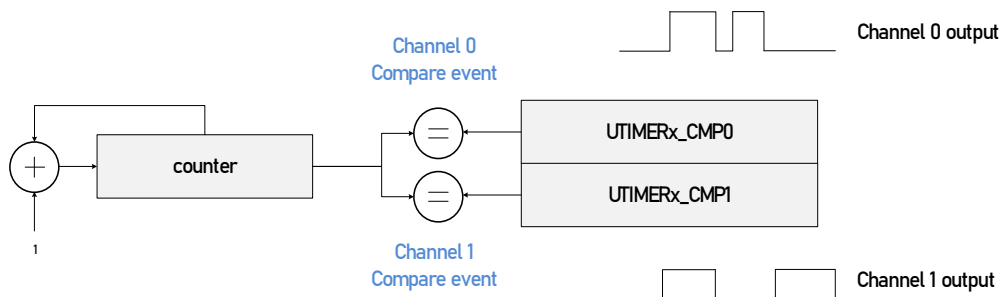 Channel 0
Compare event
Channel 0 output
+
counter
=
UTIMERx_CMP0
=
UTIMERx_CMP1
1
Channel 1
Compare event
Channel 1 output